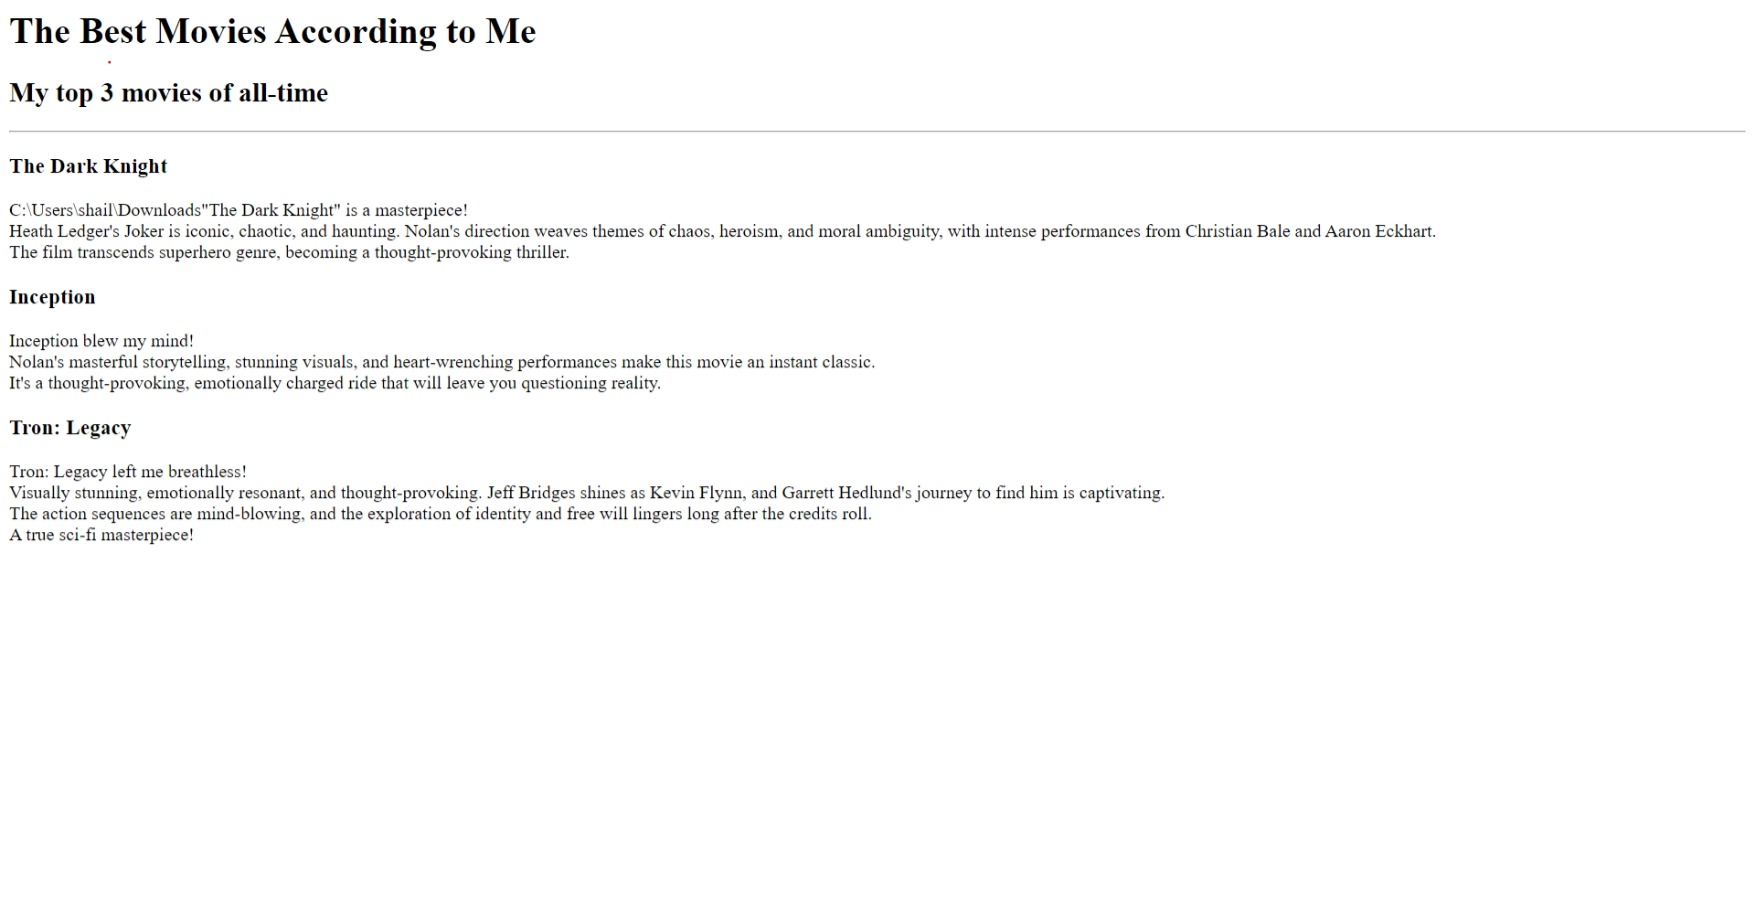 The Best Movies According to Me
My top 3 movies of all-time
The Dark Knight
C:\Users\shail\Downloads"The Dark Knight" is a masterpiece!
Heath Ledger's Joker is iconic, chaotic, and haunting. Nolan's direction weaves themes of chaos, heroism, and moral ambiguity, with intense performances from Christian Bale and Aaron Eckhart.
The film transcends superhero genre, becoming a thought-provoking thriller.
Inception
Inception blew my mind!
Nolan's masterful storytelling, stunning visuals, and heart-wrenching performances make this movie an instant classic.
It's a thought-provoking, emotionally charged ride that will leave you questioning reality.
Tron: Legacy
Tron: Legacy left me breathless!
Visually stunning, emotionally resonant, and thought-provoking. Jeff Bridges shines as Kevin Flynn, and Garrett Hedlund's journey to find him is captivating.
The action sequences are mind-blowing, and the exploration of identity and free will lingers long after the credits roll.
A true sci-fi masterpiece!